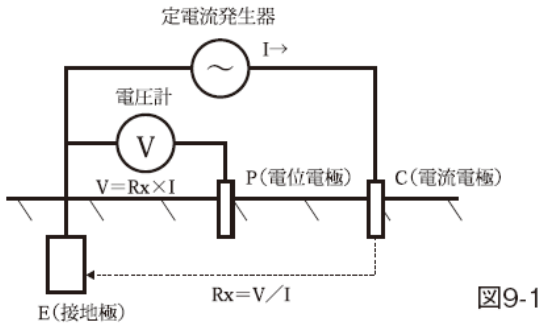 定電流発生器
I→
～
電圧計
V
V=Rx×I
P(電位電極)
C(電流電極)
Rx=V/I
E(接地極)
図9-1